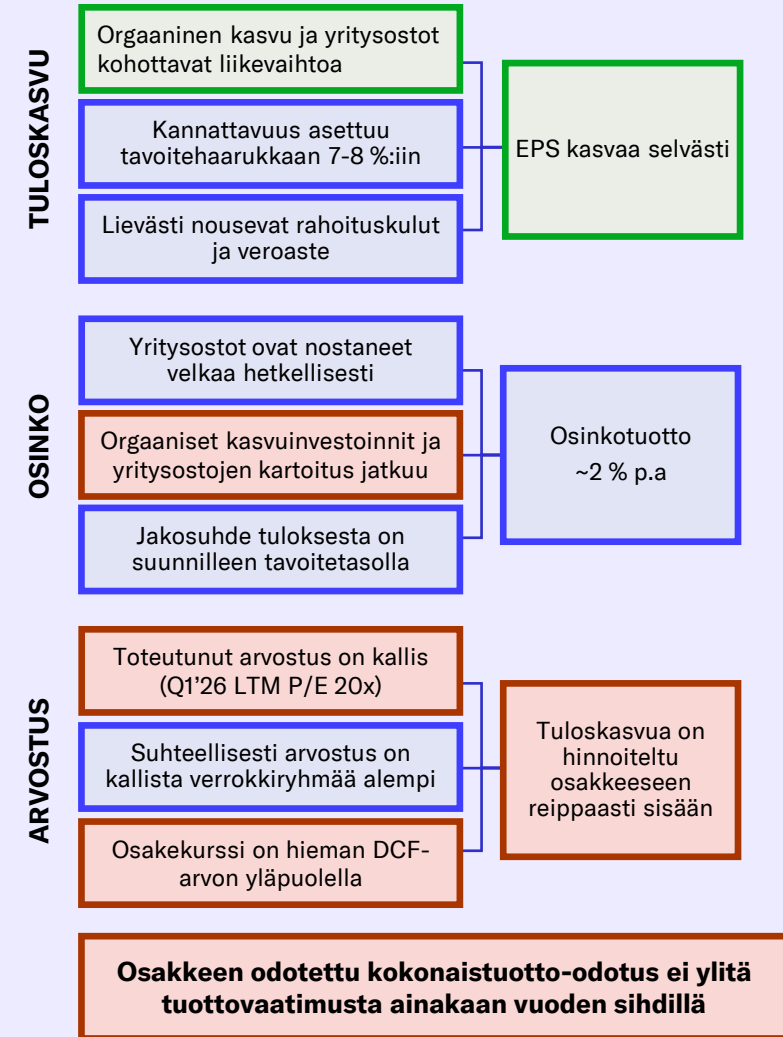 TULOSKASVU
Orgaaninen kasvu ja yritysostot
kohottavat liikevaihtoa
Kannattavuus asettuu
tavoitehaarukkaan 7-8 %:iin
Lievästi nousevat rahoituskulut
ja veroaste
EPS kasvaa selvästi
OSINKO
Yritysostot ovat nostaneet
velkaa hetkellisesti
Orgaaniset kasvuinvestoinnit ja
yritysostojen kartoitus jatkuu
Jakosuhde tuloksesta on
suunnilleen tavoitetasolla
Osinkotuotto
~2 % p.a
ARVOSTUS
Toteutunut arvostus on kallis
(Q1’26 LTM P/E 20x)
Suhteellisesti arvostus on
kallista verrokkiryhmää alempi
Osakekurssi on hieman DCF-
arvon yläpuolella
Tuloskasvua on
hinnoiteltu
osakkeeseen
reippaasti sisään
Osakkeen odotettu kokonaistuotto-odotus ei ylitä
tuottovaatimusta ainakaan vuoden sihdillä